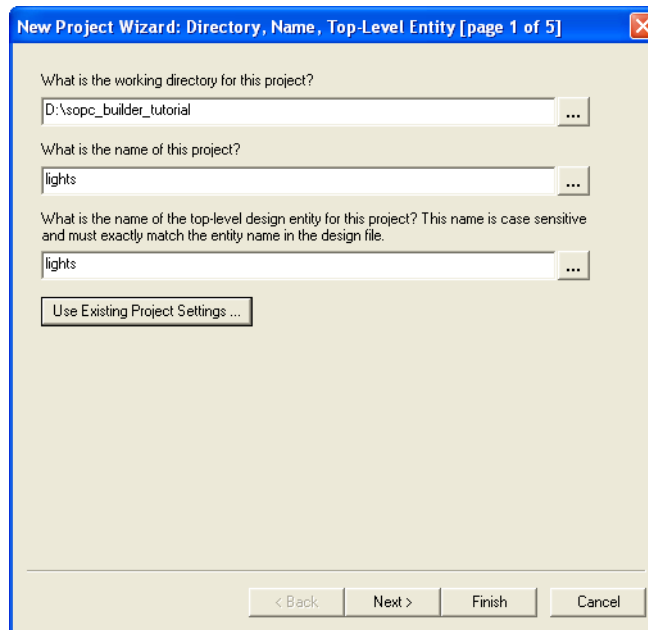 New Project Wizard: Directory, Name, Top-Level Entity [page 1 of 5]
What is the working directory for this project?
D:\sopc_builder_tutorial
...
What is the name of this project?
lights
...
What is the name of the top-level design entity for this project? This name is case sensitive
and must exactly match the entity name in the design file.
lights
...
Use Existing Project Settings ...
< Back Next > Finish Cancel